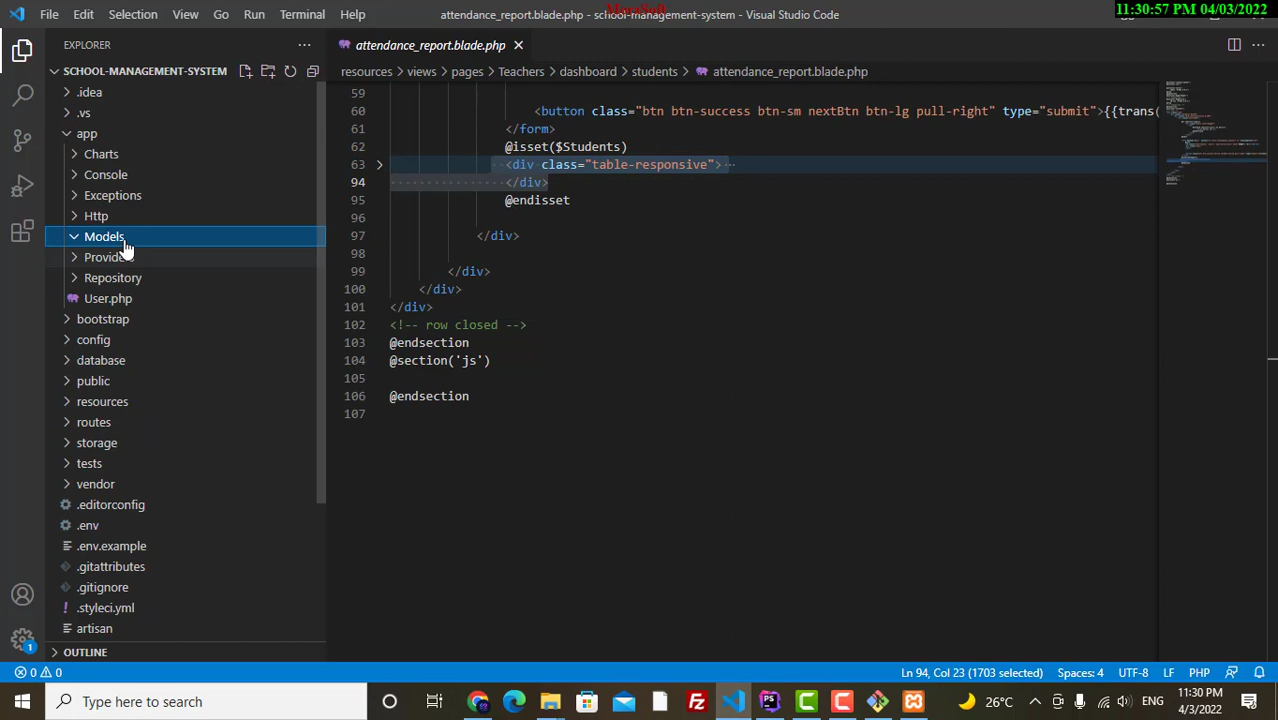 File Edit Selection View Go Run Terminal Help
attendance_report.blade.php - school-management-system - Visual Studio Code
MoraSoft
11:30:57 PM 04/03/2022
EXPLORER
attendance_report.blade.php
SCHOOL-MANAGEMENT-SYSTEM
resources > views > pages > Teachers > dashboard > students > attendance_report.blade.php
.idea
.vs
app
Charts
Console
Exceptions
Http
Models
Provide
Repository
User.php
bootstrap
config
database
public
resources
routes
storage
tests
vendor
.editorconfig
.env
.env.example
.gitattributes
.gitignore
.styleci.yml
artisan
OUTLINE
59
60 <button class="btn btn-success btn-sm nextBtn btn-lg pull-right" type="submit">{{trans(
61 </form>
62 @isset($Students)
63 <div class="table-responsive"> ...
94 </div>
95 @endisset
96
97 </div>
98
99 </div>
100 </div>
101 </div>
102 <!-- row closed -->
103 @endsection
104 @section('js')
105
106 @endsection
107
0 0
Ln 94, Col 23 (1703 selected) Spaces: 4 UTF-8 LF PHP
1
Type here to search
26°C
ENG
11:30 PM
4/3/2022